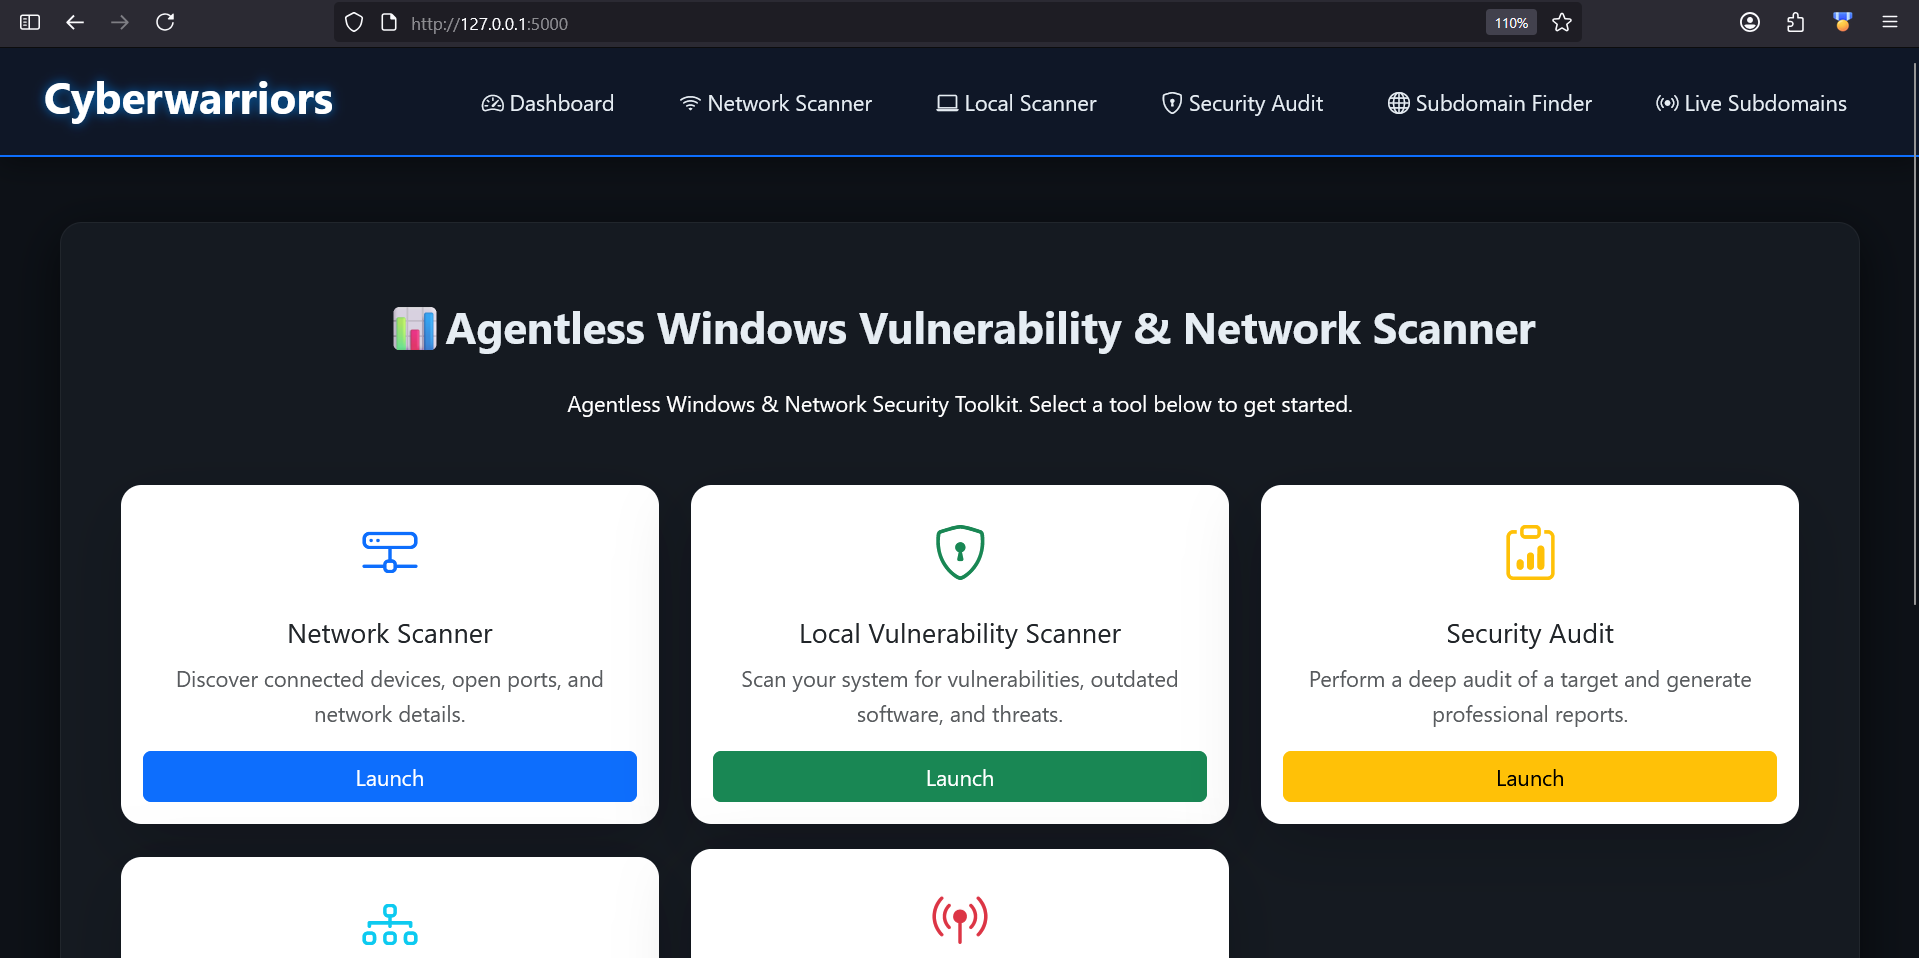 http://127.0.0.1:5000
110%
Cyberwarriors
Dashboard
Network Scanner
Local Scanner
Security Audit
Subdomain Finder
Live Subdomains
Agentless Windows Vulnerability & Network Scanner
Agentless Windows & Network Security Toolkit. Select a tool below to get started.
Network Scanner
Discover connected devices, open ports, and
network details.
Launch
Local Vulnerability Scanner
Scan your system for vulnerabilities, outdated
software, and threats.
Launch
Security Audit
Perform a deep audit of a target and generate
professional reports.
Launch